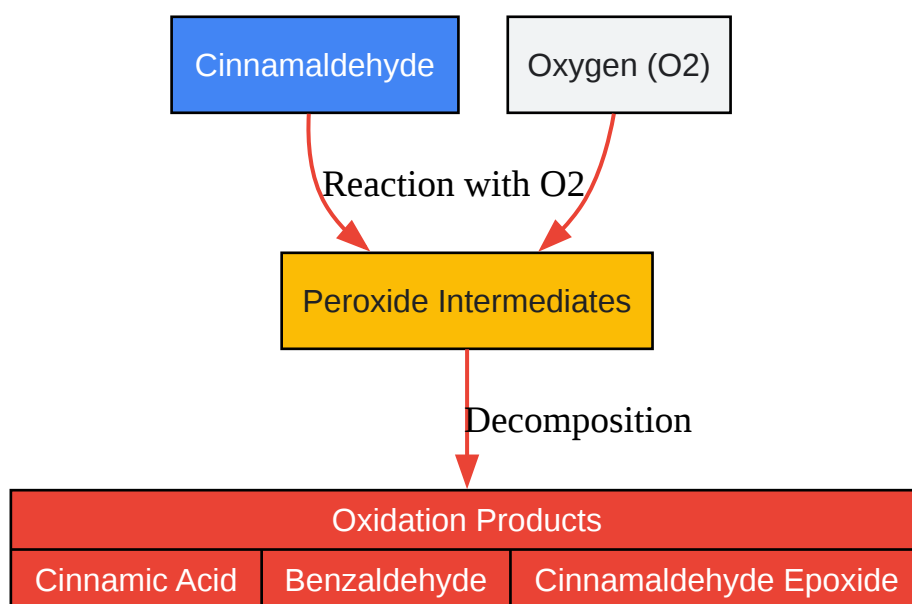 Cinnamaldehyde
Oxygen (O2)
Reaction with O2
Peroxide Intermediates
Decomposition
Oxidation Products
Cinnamic Acid
Benzaldehyde
Cinnamaldehyde Epoxide